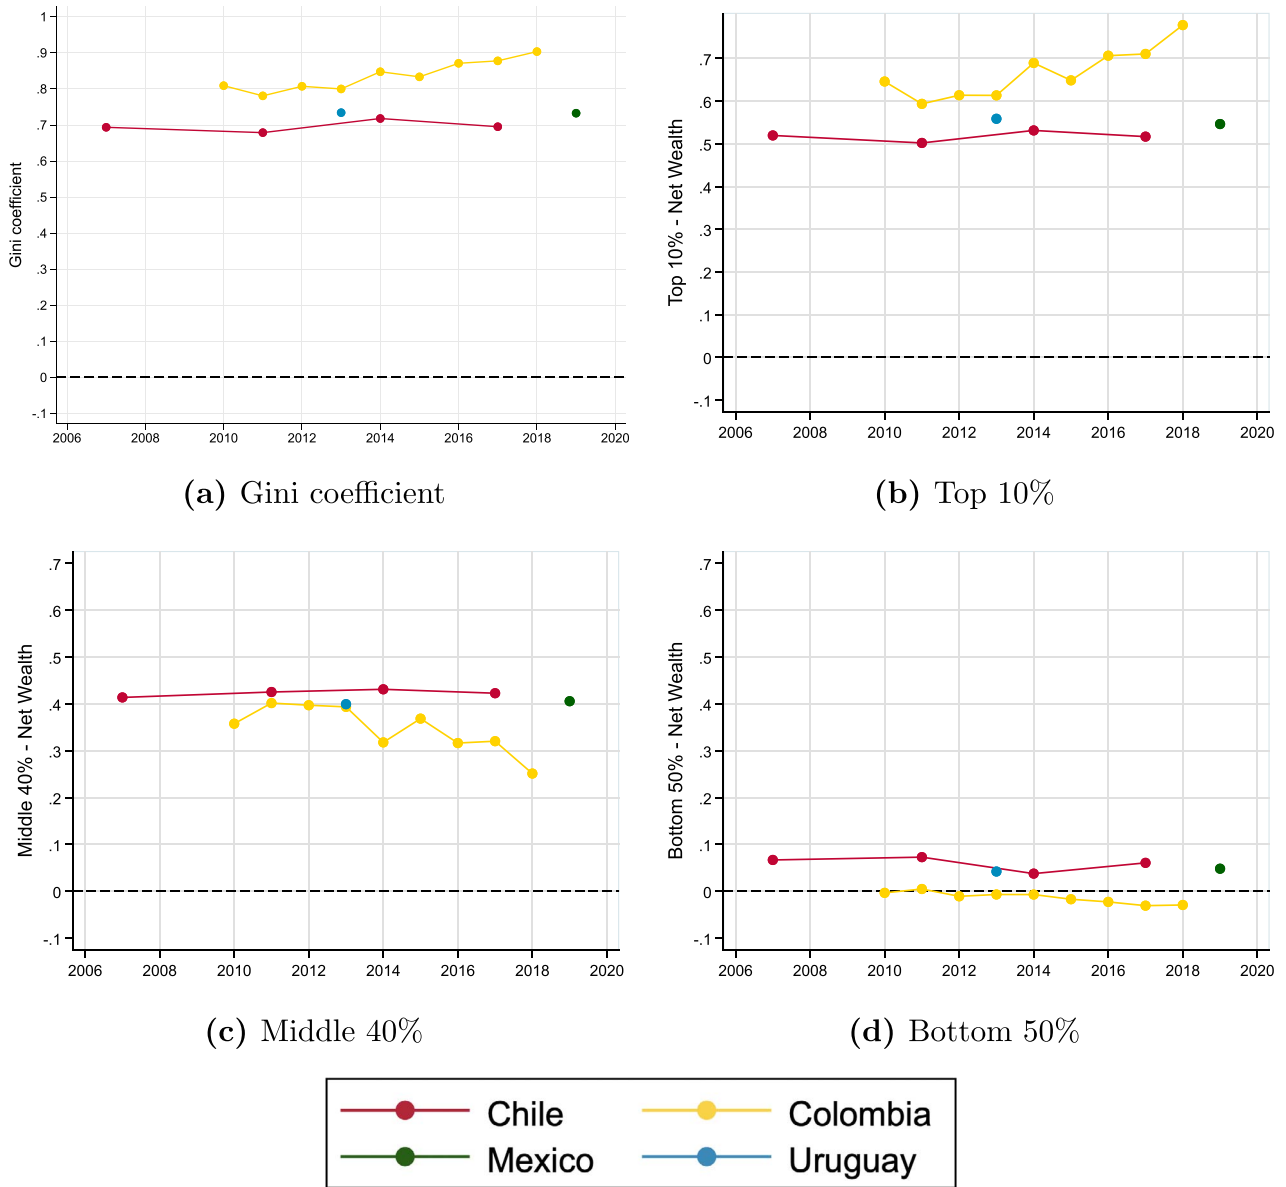 1
.9
.8
.7
.6
.5
.4
.3
.2
.1
0
-.1
Gini coefficient
2006 2008 2010 2012 2014 2016 2018 2020
(a) Gini coefficient
.7
.6
.5
.4
.3
.2
.1
0
-.1
Top 10% - Net Wealth
2006 2008 2010 2012 2014 2016 2018 2020
(b) Top 10%
.7
.6
.5
.4
.3
.2
.1
0
-.1
Middle 40% - Net Wealth
2006 2008 2010 2012 2014 2016 2018 2020
(c) Middle 40%
.7
.6
.5
.4
.3
.2
.1
0
-.1
Bottom 50% - Net Wealth
2006 2008 2010 2012 2014 2016 2018 2020
(d) Bottom 50%
Chile Colombia
Mexico Uruguay